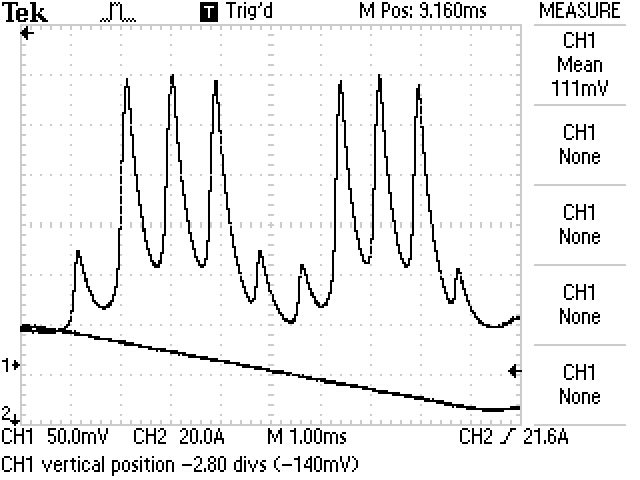 Tek T Trig'd M Pos: 9.160ms MEASURE
CH1
Mean
111mV
CH1
None
CH1
None
CH1
None
CH1
None
1
2
CH1 50.0mV CH2 20.0A M 1.00ms CH2 / 21.6A
CH1 vertical position -2.80 divs (-140mV)